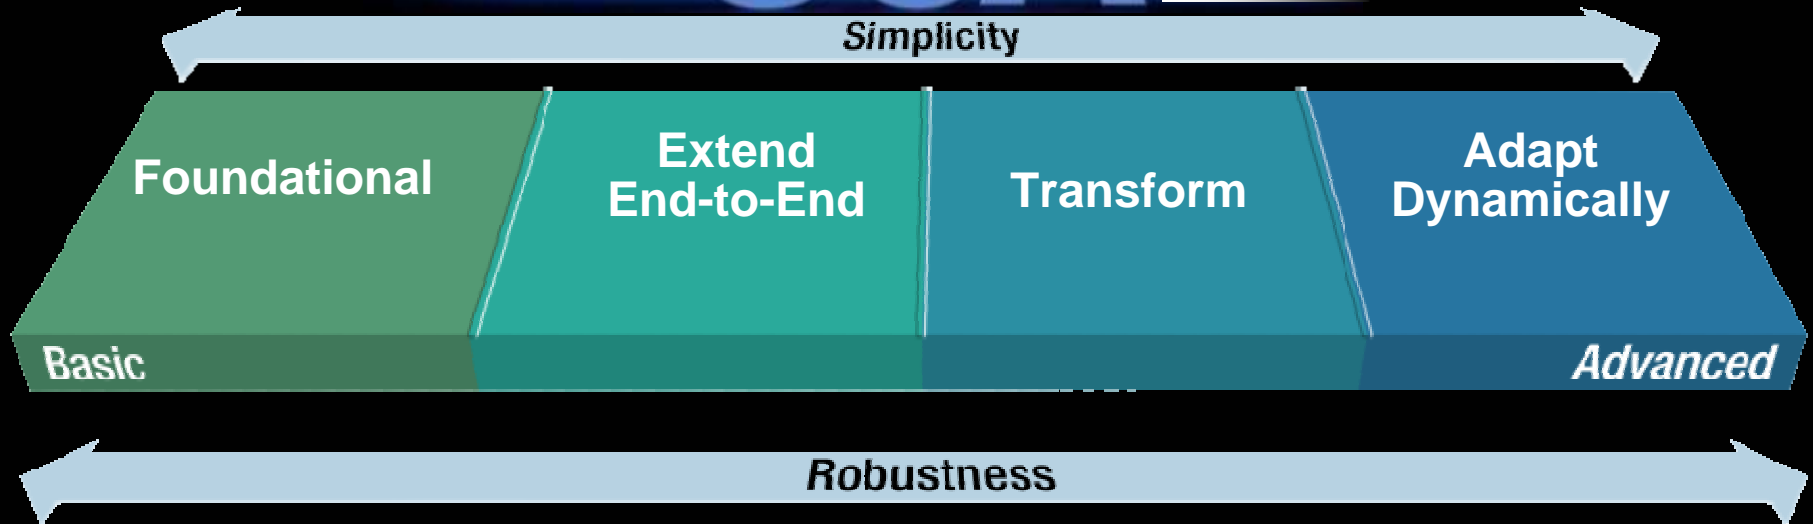 Simplicity
Foundational
Extend
End-to-End
Transform
Adapt
Dynamically
Basic
Advanced
Robustness